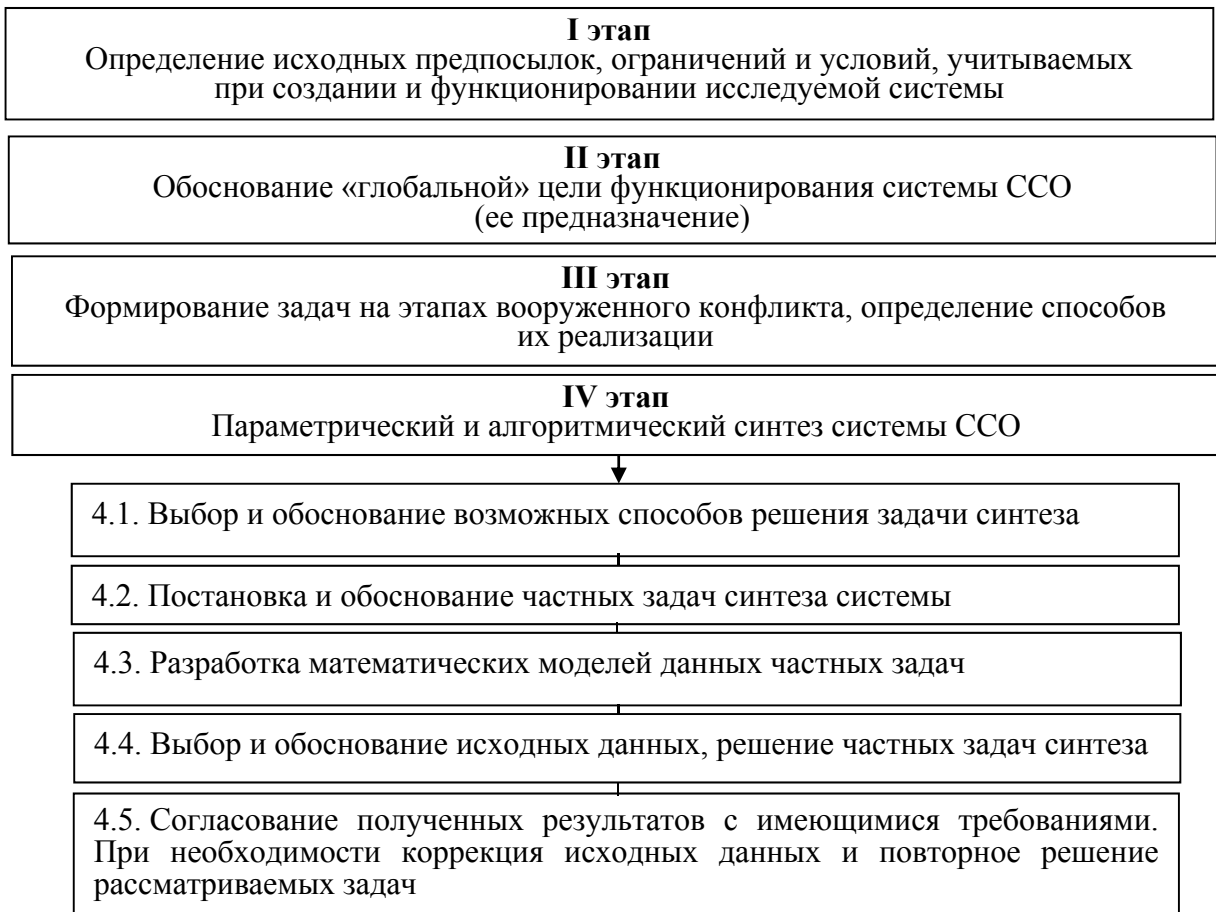 I этап
Определение исходных предпосылок, ограничений и условий, учитываемых
при создании и функционировании исследуемой системы
II этап
Обоснование «глобальной» цели функционирования системы ССО
(ее предназначение)
III этап
Формирование задач на этапах вооруженного конфликта, определение способов
их реализации
IV этап
Параметрический и алгоритмический синтез системы ССО
4.1. Выбор и обоснование возможных способов решения задачи синтеза
4.2. Постановка и обоснование частных задач синтеза системы
4.3. Разработка математических моделей данных частных задач
4.4. Выбор и обоснование исходных данных, решение частных задач синтеза
4.5. Согласование полученных результатов с имеющимися требованиями.
При необходимости коррекция исходных данных и повторное решение
рассматриваемых задач